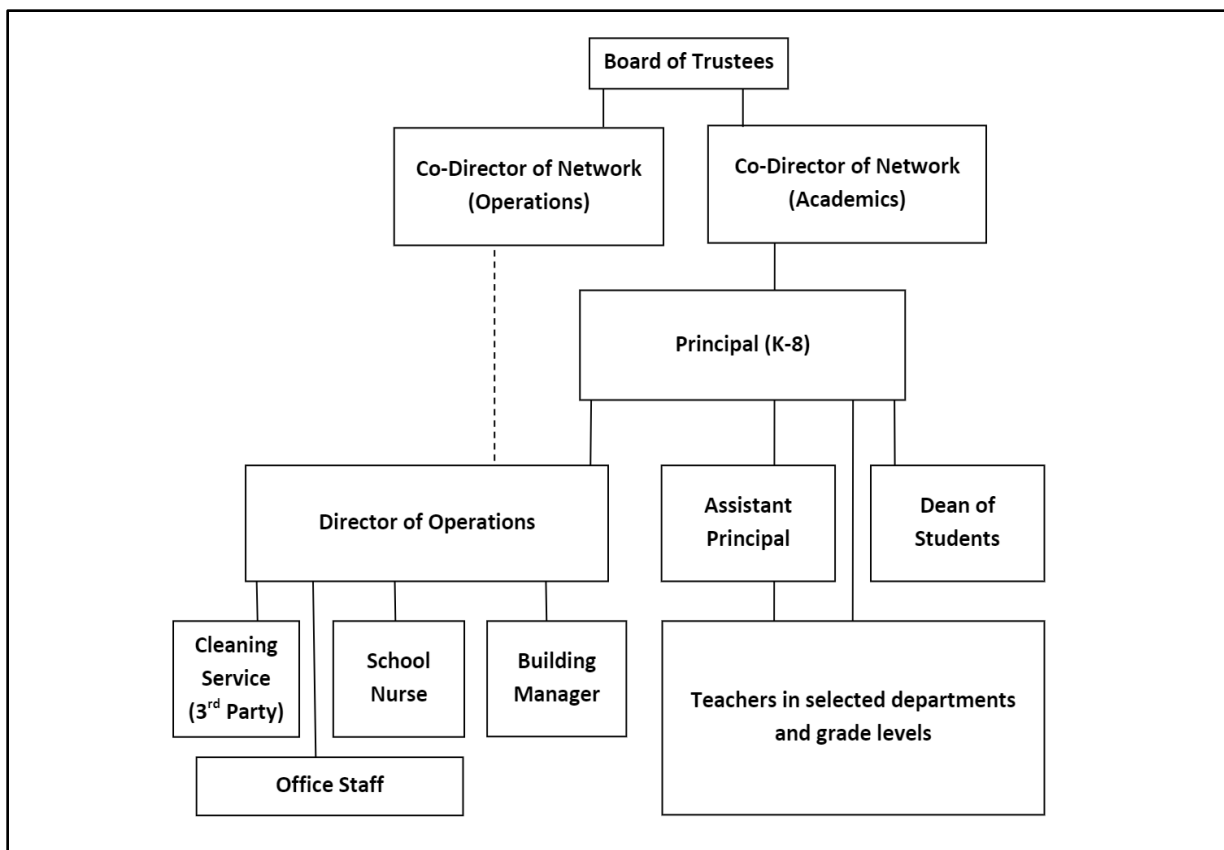 Board of Trustees
Co-Director of Network
(Operations)
Co-Director of Network
(Academics)
Principal (K-8)
Director of Operations
Assistant
Principal
Dean of
Students
Cleaning
Service
(3rd Party)
School
Nurse
Building
Manager
Teachers in selected departments
and grade levels
Office Staff